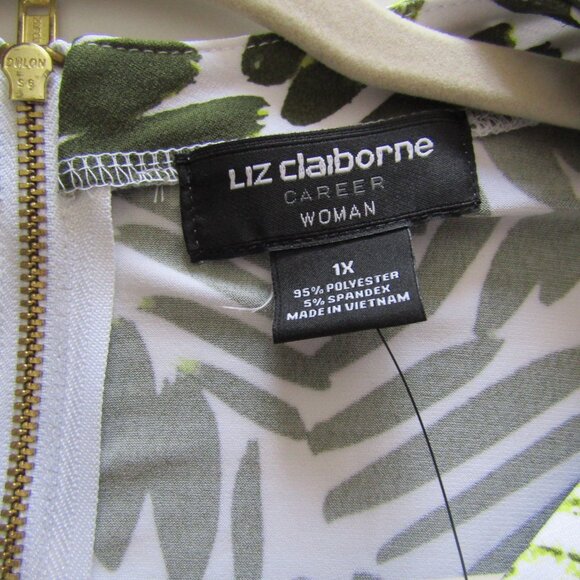 LIZ claiborne
CAREER
WOMAN
1X
95% POLYESTER
5% SPANDEX
MADE IN VIETNAM